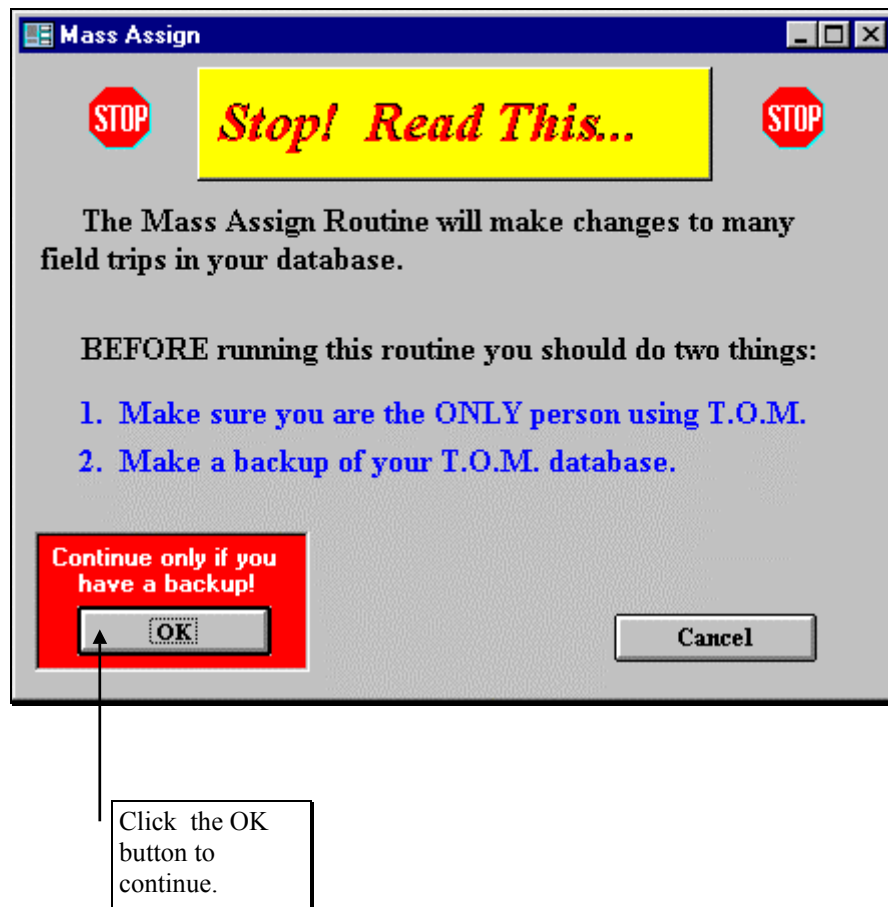 Mass Assign
STOP
Stop! Read This...
STOP
The Mass Assign Routine will make changes to many
field trips in your database.
BEFORE running this routine you should do two things:
1. Make sure you are the ONLY person using T.O.M.
2. Make a backup of your T.O.M. database.
Continue only if you
have a backup!
OK
Cancel
Click the OK
button to
continue.